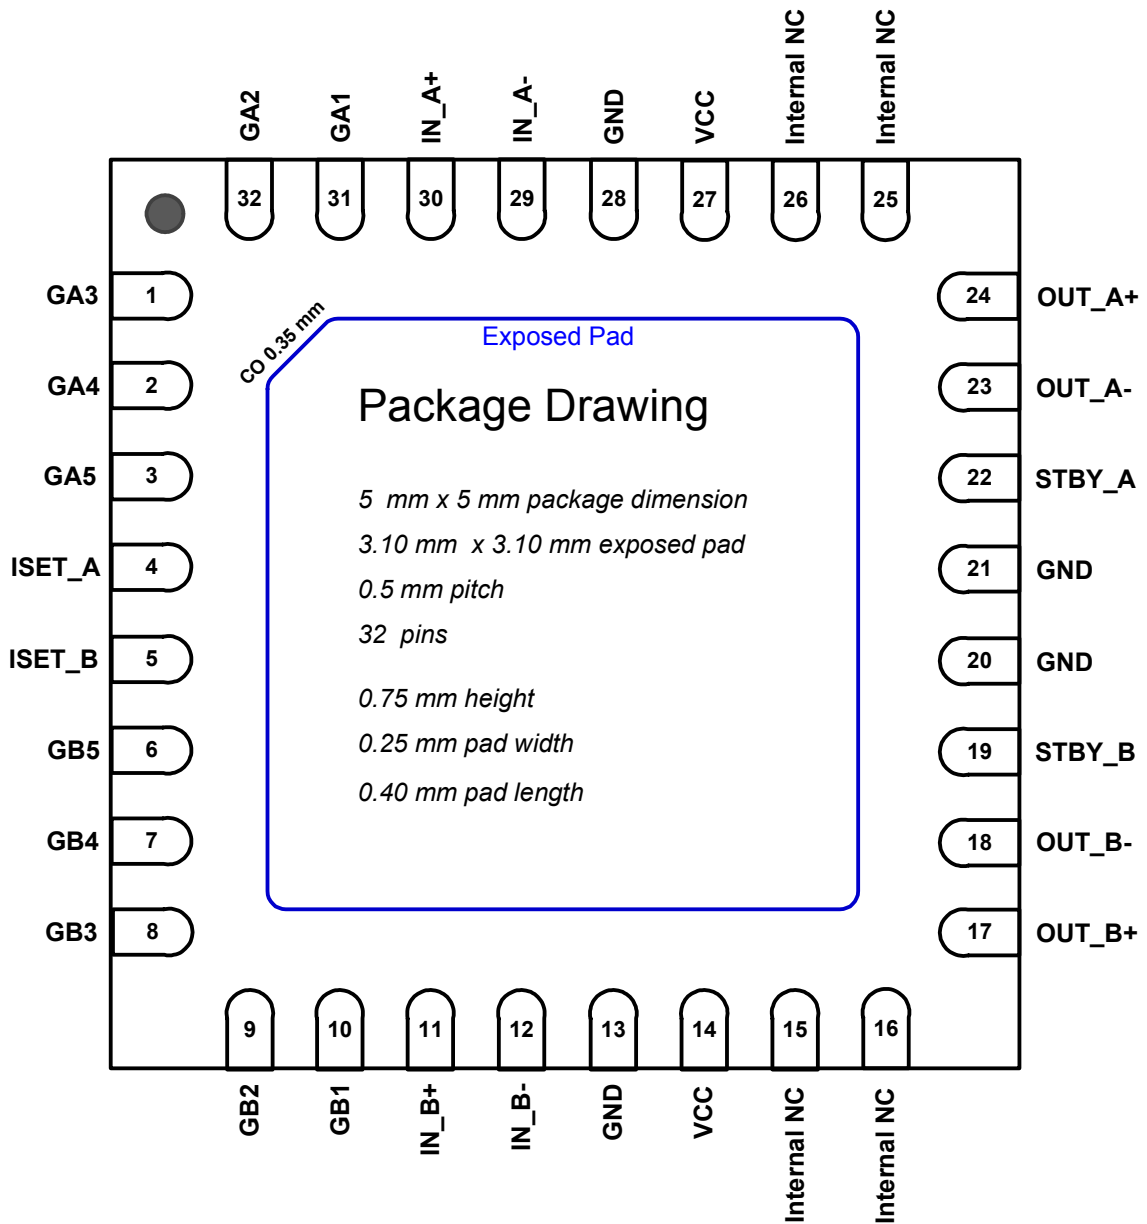 GA2
GA1
IN_A+
IN_A-
GND
VCC
Internal NC
Internal NC
32
31
30
29
28
27
26
25
GA3
1
24
OUT_A+
GA4
2
23
OUT_A-
GA5
3
22
STBY_A
ISET_A
4
21
GND
ISET_B
5
20
GND
GB5
6
19
STBY_B
GB4
7
18
OUT_B-
GB3
8
17
OUT_B+
CO 0.35 mm
Exposed Pad
Package Drawing
5 mm x 5 mm package dimension
3.10 mm x 3.10 mm exposed pad
0.5 mm pitch
32 pins
0.75 mm height
0.25 mm pad width
0.40 mm pad length
9
10
11
12
13
14
15
16
GB2
GB1
IN_B+
IN_B-
GND
VCC
Internal NC
Internal NC